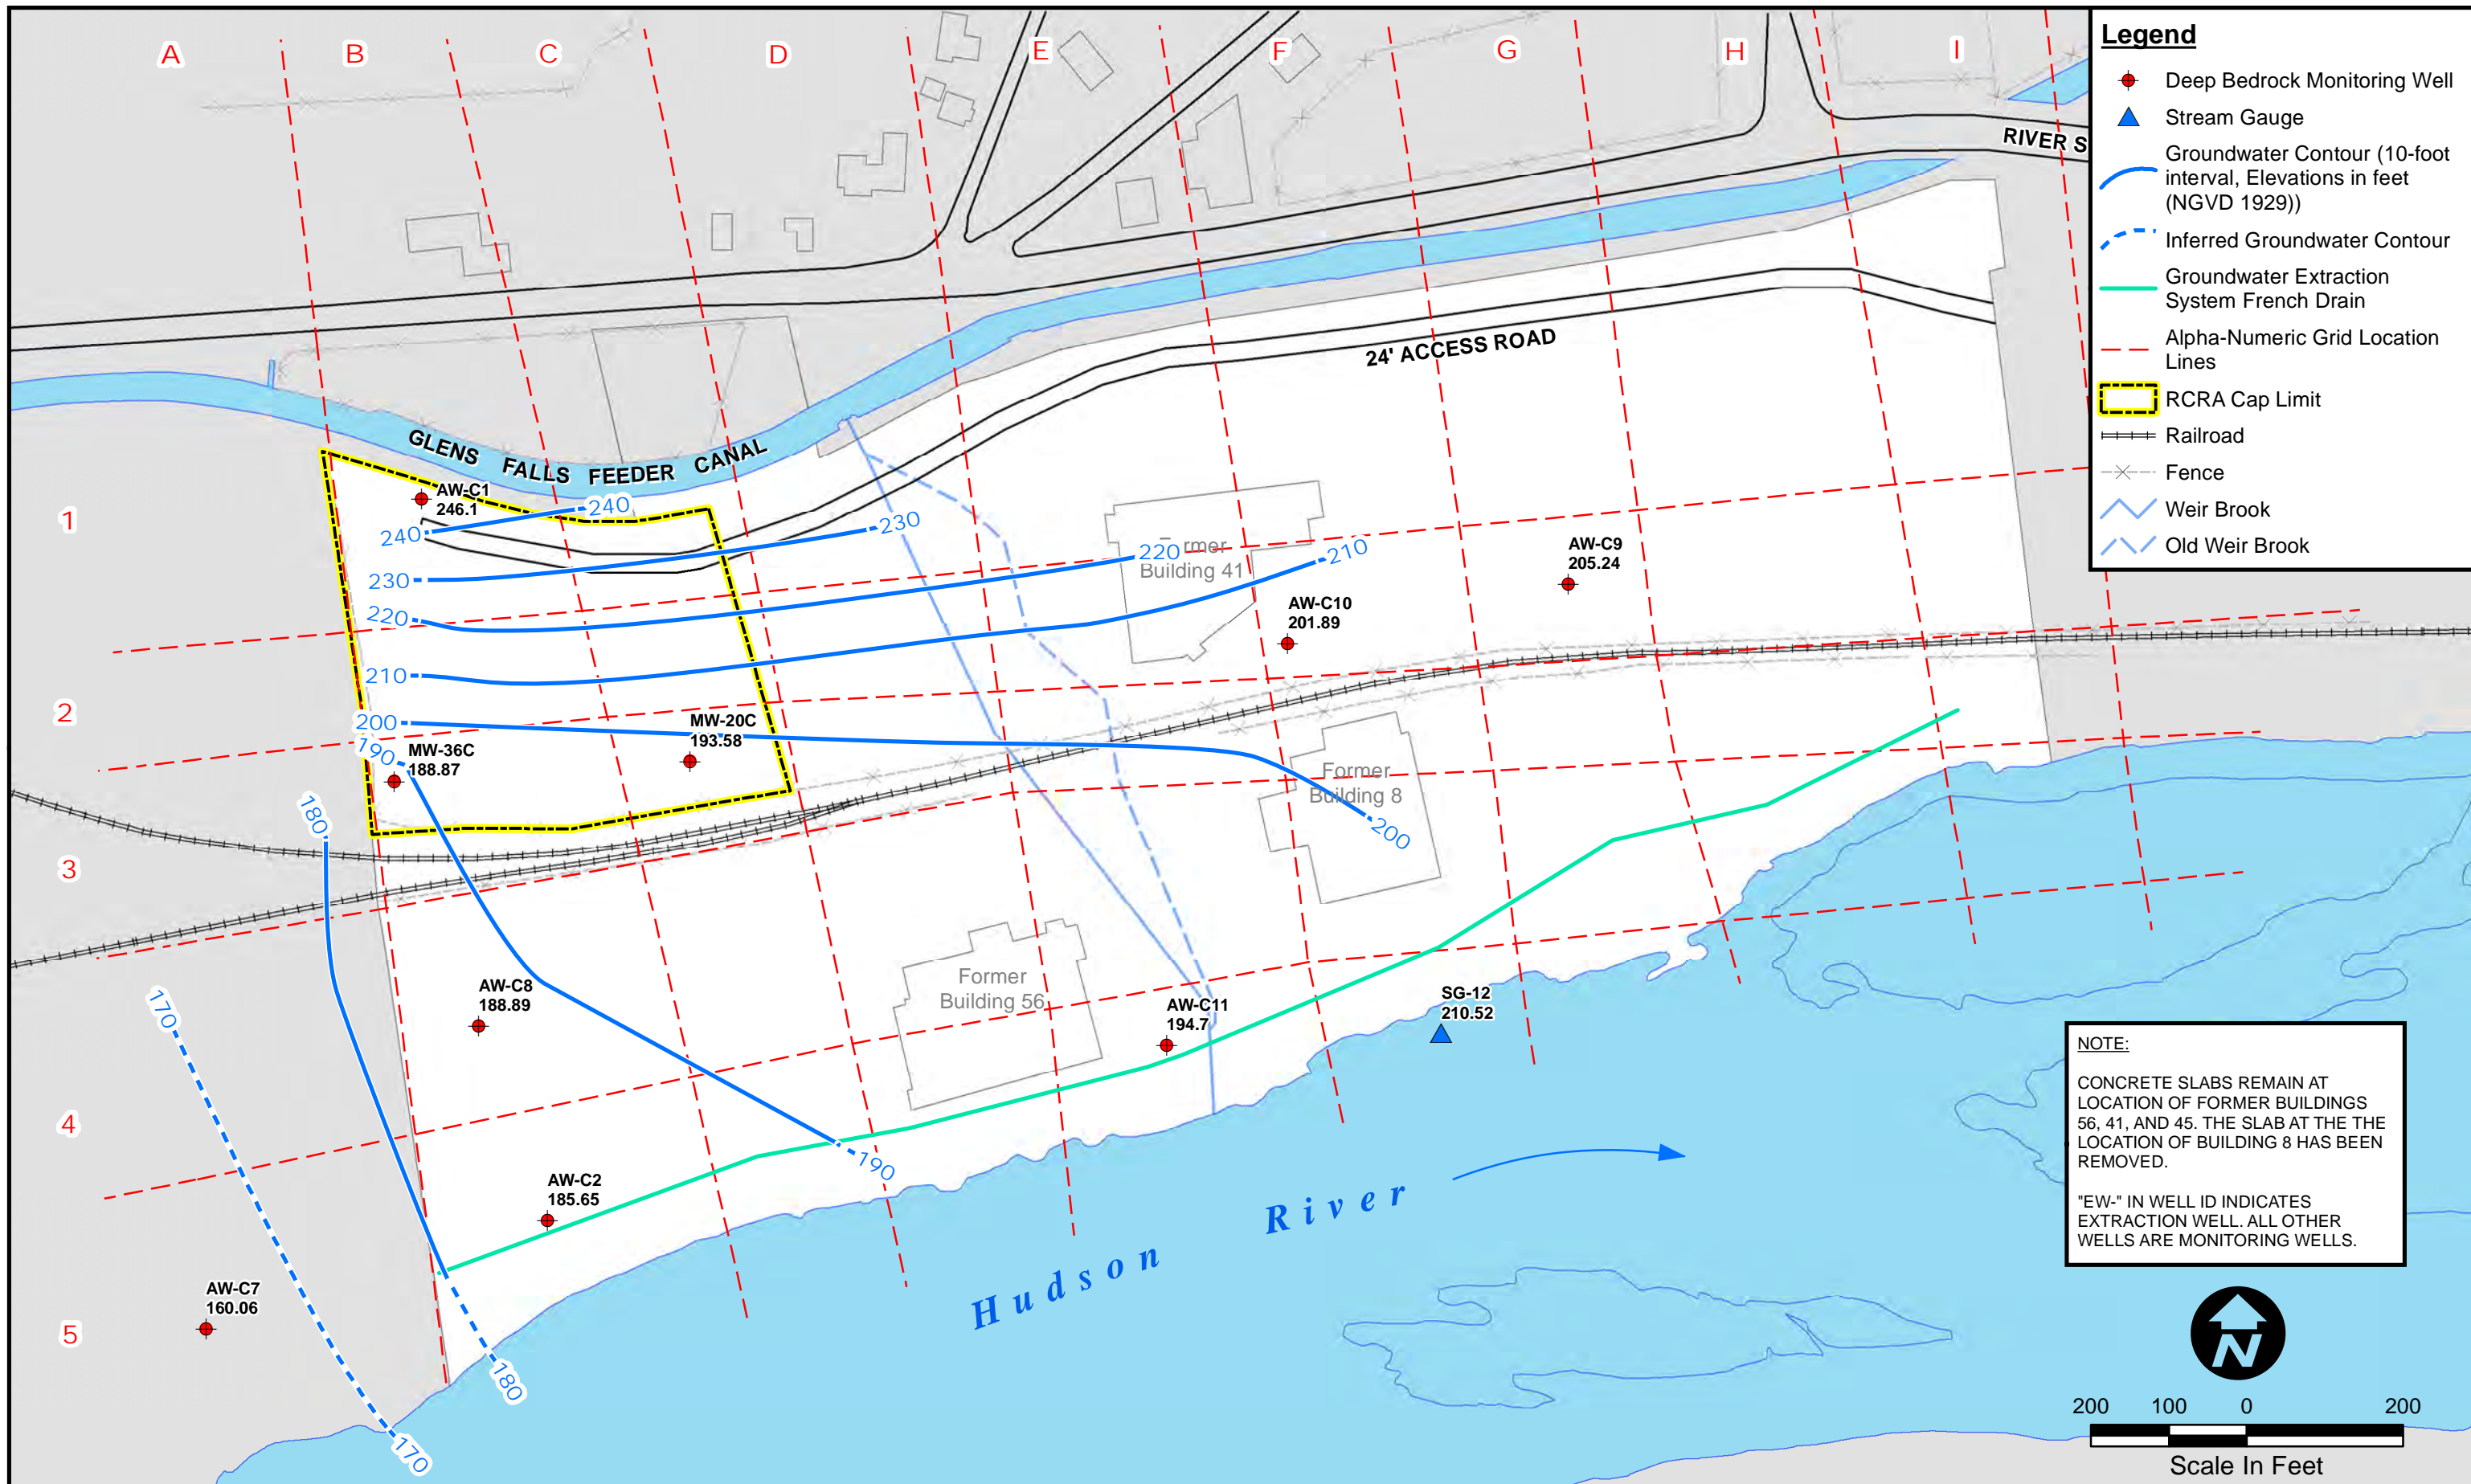 A
B
C
D
E
F
G
H
I
1
2
3
4
5
RIVER S
24' ACCESS ROAD
GLENS FALLS FEEDER CANAL
AW-C1
246.1
240
240
230
230
220
220
210
210
200
200
190
190
180
180
170
170
Former
Building 41
AW-C9
205.24
AW-C10
201.89
MW-20C
193.58
MW-36C
188.87
Former
Building 8
Former
Building 56
AW-C8
188.89
AW-C11
194.7
SG-12
210.52
AW-C2
185.65
AW-C7
160.06
Hudson River
Legend
Deep Bedrock Monitoring Well
Stream Gauge
Groundwater Contour (10-foot
interval, Elevations in feet
(NGVD 1929))
Inferred Groundwater Contour
Groundwater Extraction
System French Drain
Alpha-Numeric Grid Location
Lines
RCRA Cap Limit
Railroad
Fence
Weir Brook
Old Weir Brook
NOTE:
CONCRETE SLABS REMAIN AT
LOCATION OF FORMER BUILDINGS
56, 41, AND 45. THE SLAB AT THE THE
LOCATION OF BUILDING 8 HAS BEEN
REMOVED.
"EW-" IN WELL ID INDICATES
EXTRACTION WELL. ALL OTHER
WELLS ARE MONITORING WELLS.
N
200 100 0 200
Scale In Feet